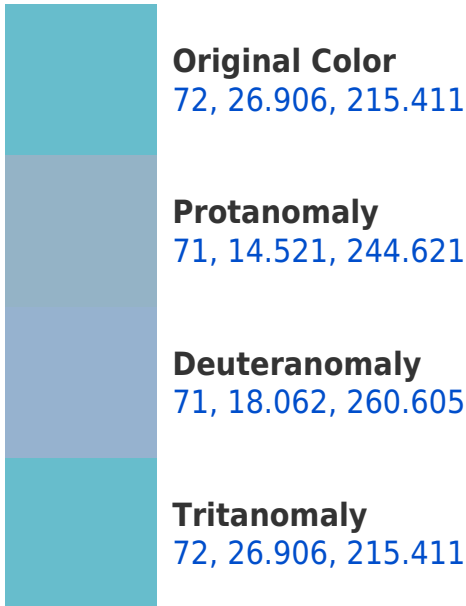 Original Color
72, 26.906, 215.411
Protanomaly
71, 14.521, 244.621
Deuteranomaly
71, 18.062, 260.605
Tritanomaly
72, 26.906, 215.411